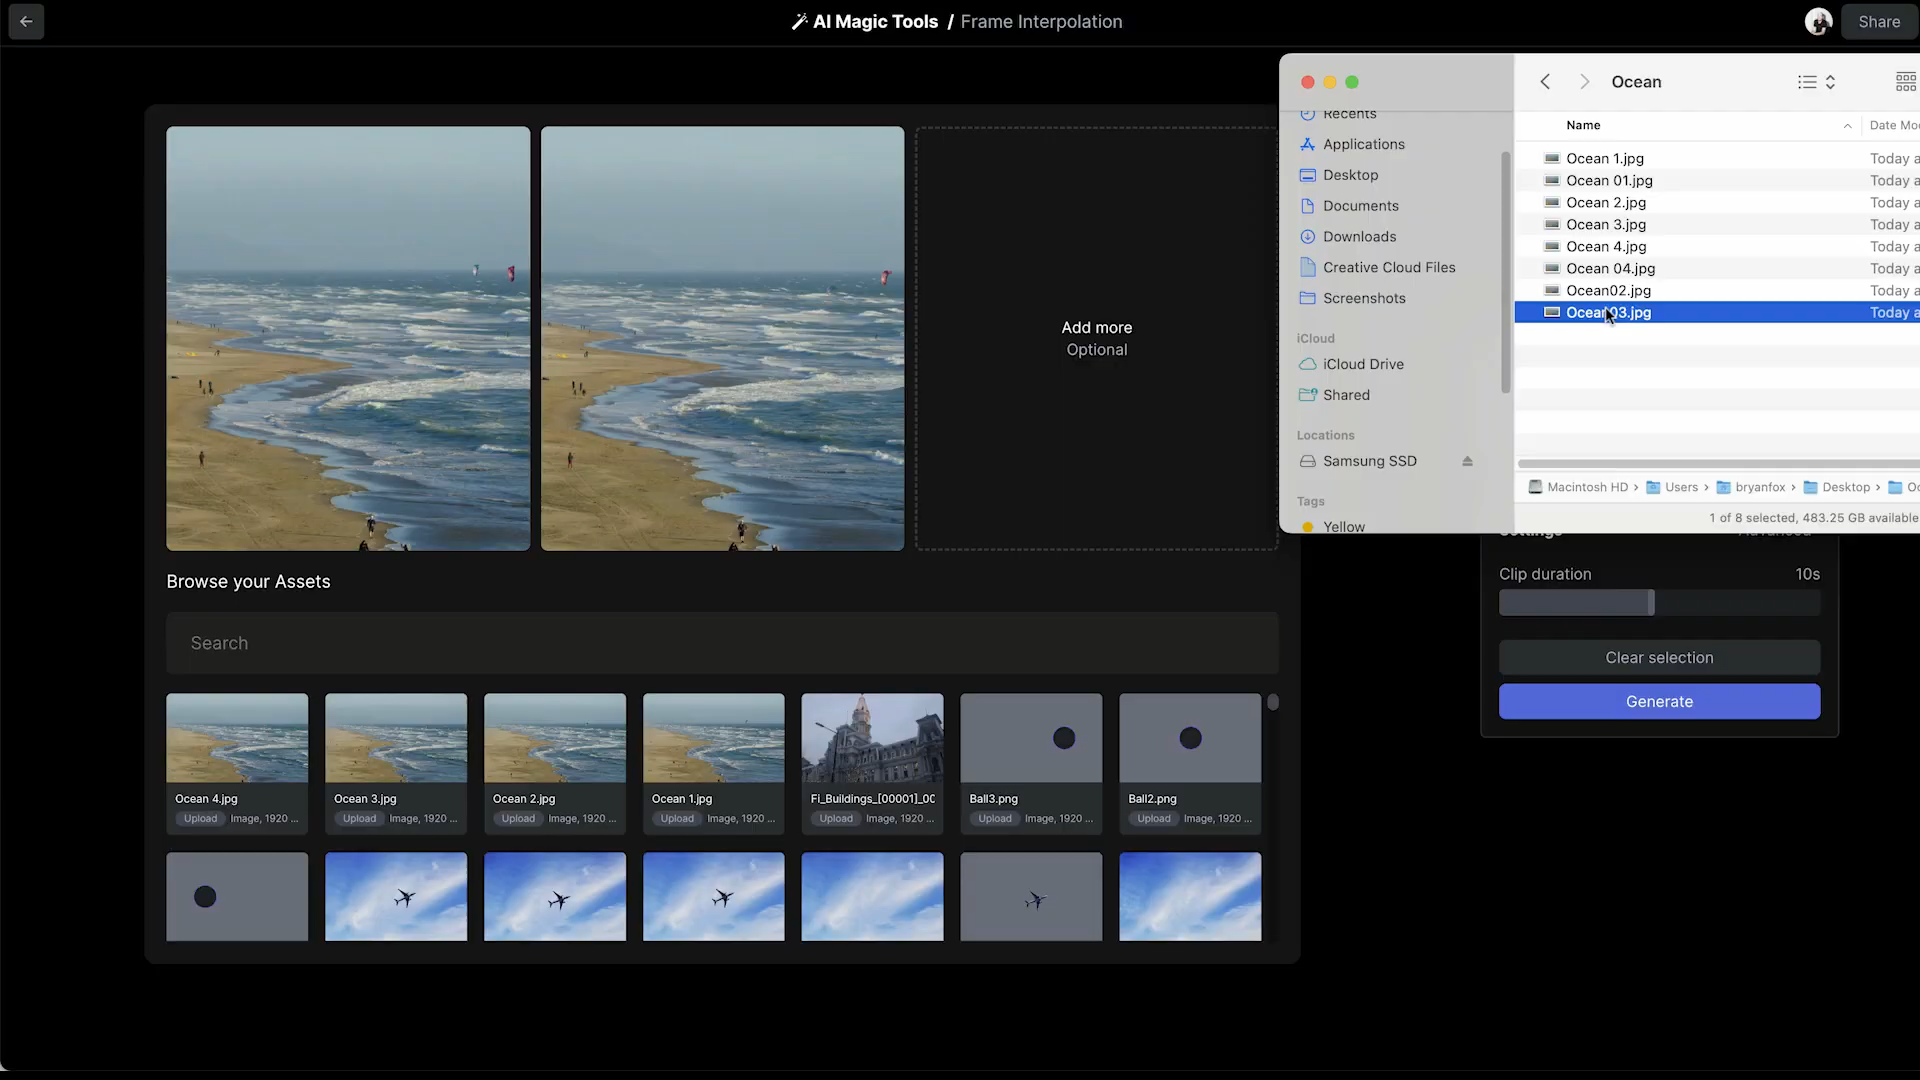 AI Magic Tools / Frame Interpolation
Share
Ocean
Recents
Applications
Desktop
Documents
Downloads
Creative Cloud Files
Screenshots
iCloud
iCloud Drive
Shared
Locations
Samsung SSD
Tags
Yellow
Name
Date Mo
Ocean 1.jpg Today a
Ocean 01.jpg Today a
Ocean 2.jpg Today a
Ocean 3.jpg Today a
Ocean 4.jpg Today a
Ocean 04.jpg Today a
Ocean02.jpg Today a
Ocean03.jpg Today a
Macintosh HD › Users › bryanfox › Desktop › Oc
1 of 8 selected, 483.25 GB available
Add more
Optional
Settings Advanced
Clip duration 10s
Clear selection
Generate
Browse your Assets
Search
Ocean 4.jpg
Upload Image, 1920 ...
Ocean 3.jpg
Upload Image, 1920 ...
Ocean 2.jpg
Upload Image, 1920 ...
Ocean 1.jpg
Upload Image, 1920 ...
Fi_Buildings_[00001]_00
Upload Image, 1920 ...
Ball3.png
Upload Image, 1920 ...
Ball2.png
Upload Image, 1920 ...